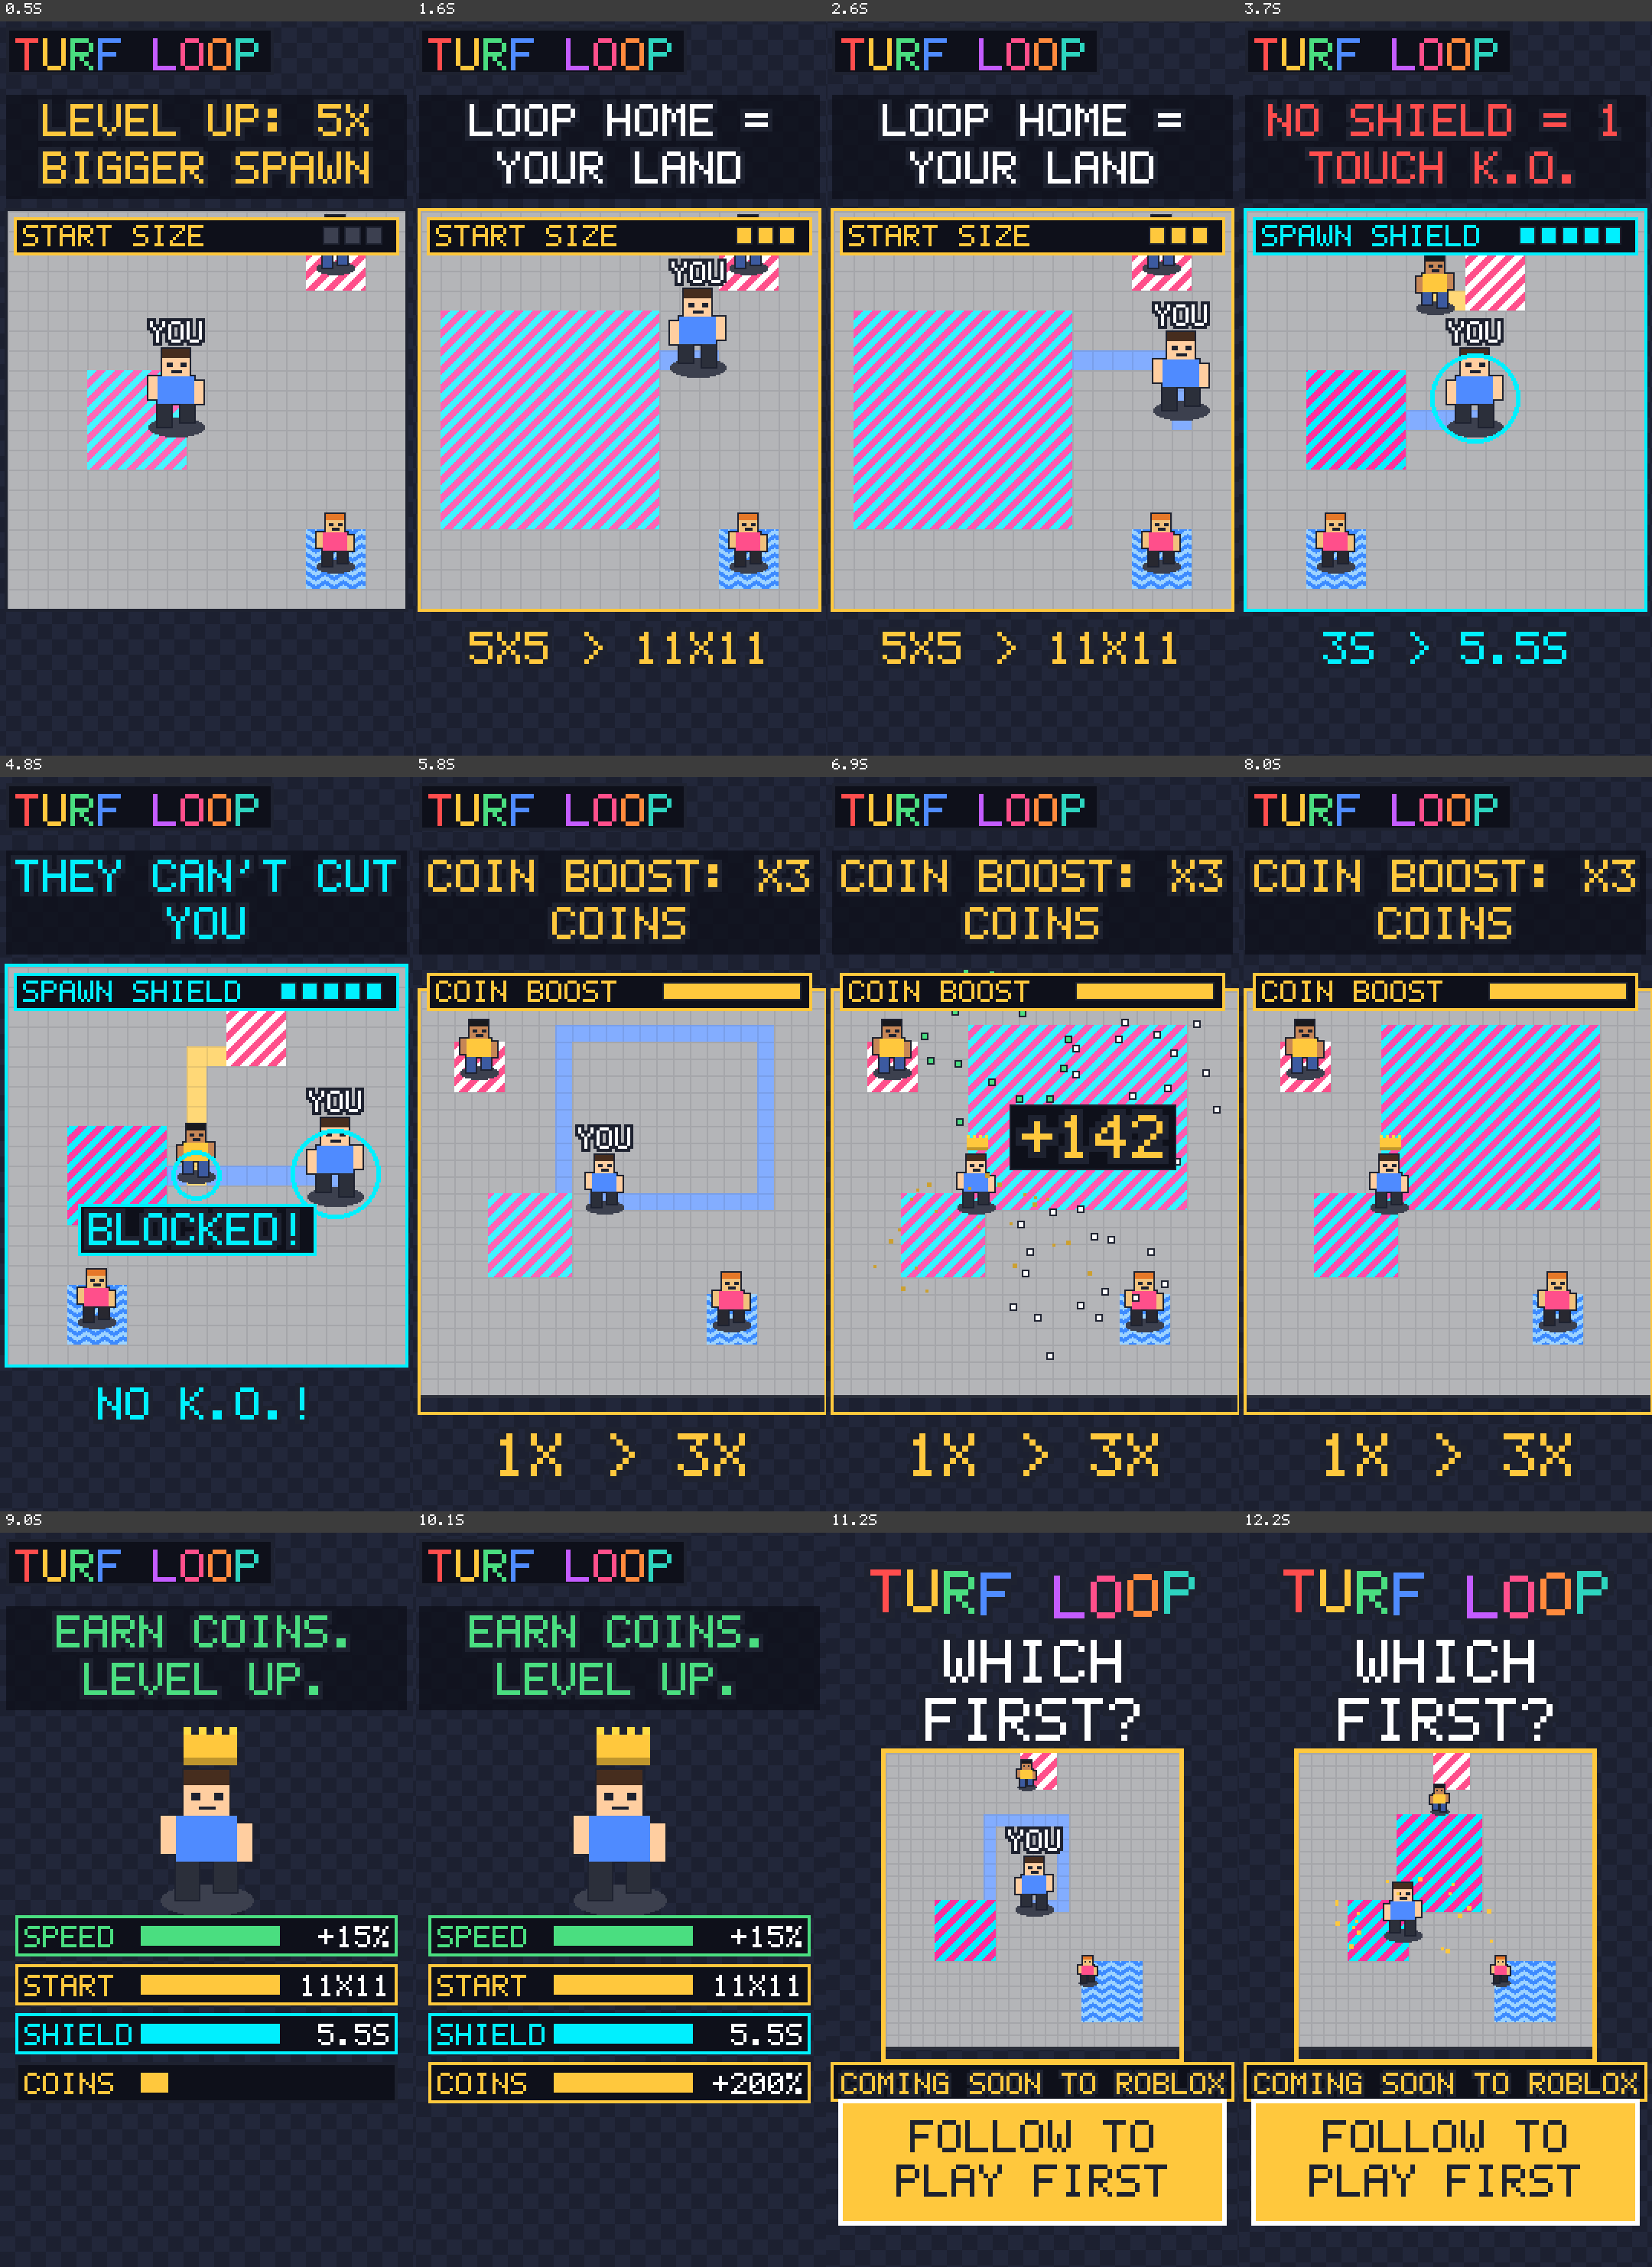 0.5S
TURF LOOP
LEVEL UP: 5X
BIGGER SPAWN
START SIZE
YOU
1.6S
TURF LOOP
LOOP HOME =
YOUR LAND
START SIZE
YOU
5X5 > 11X11
2.6S
TURF LOOP
LOOP HOME =
YOUR LAND
START SIZE
YOU
5X5 > 11X11
3.7S
TURF LOOP
NO SHIELD = 1
TOUCH K.O.
SPAWN SHIELD
YOU
3S > 5.5S
4.8S
TURF LOOP
THEY CAN'T CUT
YOU
SPAWN SHIELD
YOU
BLOCKED!
NO K.O.!
5.8S
TURF LOOP
COIN BOOST: X3
COINS
COIN BOOST
YOU
1X > 3X
6.9S
TURF LOOP
COIN BOOST: X3
COINS
COIN BOOST
+142
1X > 3X
8.0S
TURF LOOP
COIN BOOST: X3
COINS
COIN BOOST
1X > 3X
9.0S
TURF LOOP
EARN COINS.
LEVEL UP.
SPEED +15%
START 11X11
SHIELD 5.5S
COINS
10.1S
TURF LOOP
EARN COINS.
LEVEL UP.
SPEED +15%
START 11X11
SHIELD 5.5S
COINS +200%
11.2S
TURF LOOP
WHICH
FIRST?
YOU
COMING SOON TO ROBLOX
FOLLOW TO
PLAY FIRST
12.2S
TURF LOOP
WHICH
FIRST?
COMING SOON TO ROBLOX
FOLLOW TO
PLAY FIRST